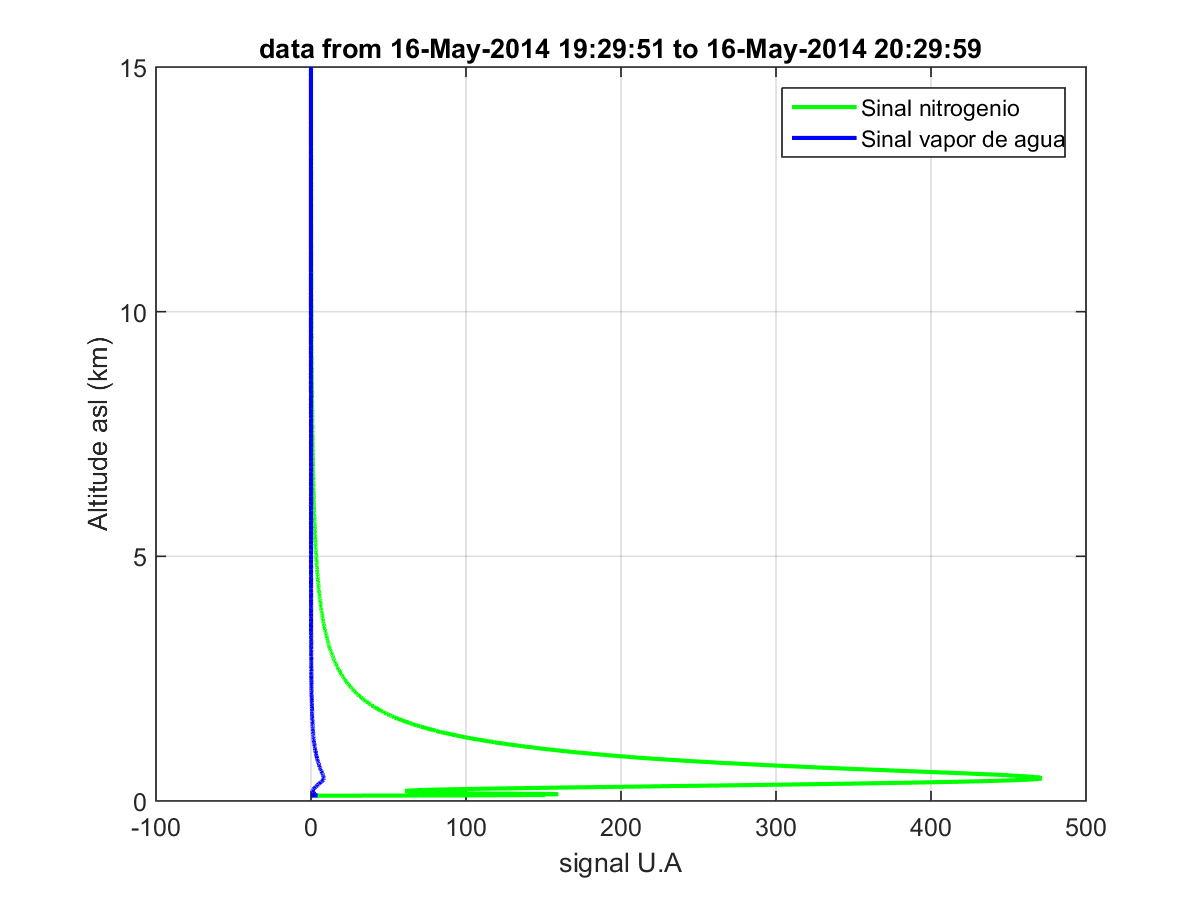 data from 16-May-2014 19:29:51 to 16-May-2014 20:29:59
Sinal nitrogenio
Sinal vapor de agua
15
10
5
0
Altitude asl (km)
-100 0 100 200 300 400 500
signal U.A